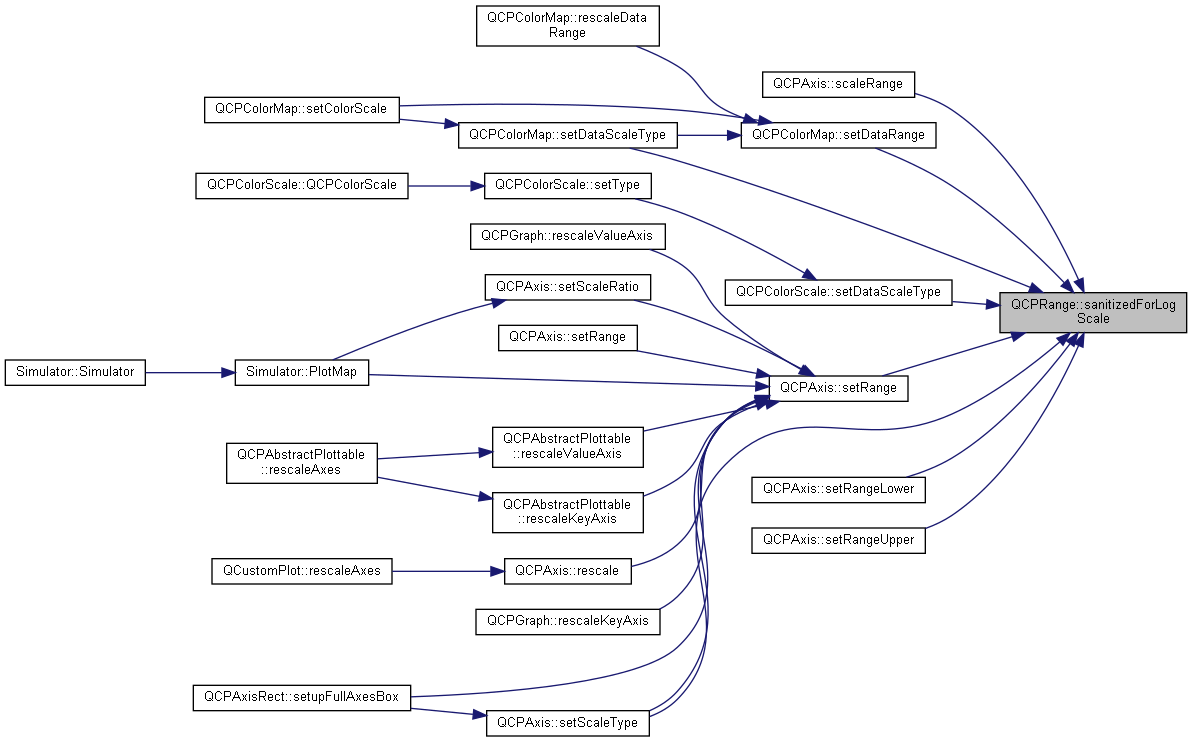 QCPColorMap::rescaleData
Range
QCPAxis::scaleRange
QCPColorMap::setColorScale
QCPColorMap::setDataScaleType
QCPColorMap::setDataRange
QCPColorScale::QCPColorScale
QCPColorScale::setType
QCPGraph::rescaleValueAxis
QCPAxis::setScaleRatio
QCPColorScale::setDataScaleType
QCPRange::sanitizedForLog
Scale
QCPAxis::setRange
Simulator::Simulator
Simulator::PlotMap
QCPAxis::setRange
QCPAbstractPlottable
::rescaleValueAxis
QCPAbstractPlottable
::rescaleAxes
QCPAxis::setRangeLower
QCPAbstractPlottable
::rescaleKeyAxis
QCPAxis::setRangeUpper
QCustomPlot::rescaleAxes
QCPAxis::rescale
QCPGraph::rescaleKeyAxis
QCPAxisRect::setupFullAxesBox
QCPAxis::setScaleType